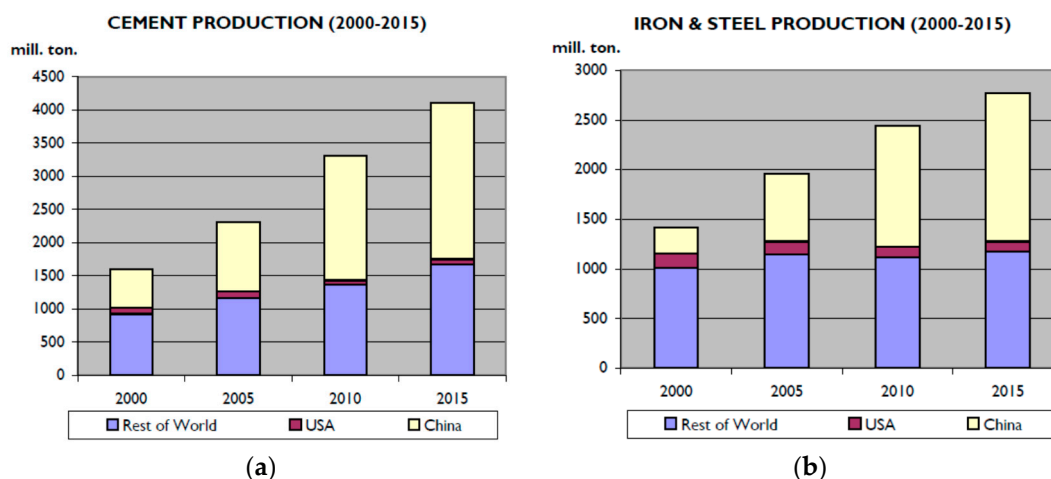 CEMENT PRODUCTION (2000-2015)
mill. ton.
4500
4000
3500
3000
2500
2000
1500
1000
500
0
2000 2005 2010 2015
Rest of World USA China
(a)
IRON & STEEL PRODUCTION (2000-2015)
mill. ton.
3000
2500
2000
1500
1000
500
0
2000 2005 2010 2015
Rest of World USA China
(b)